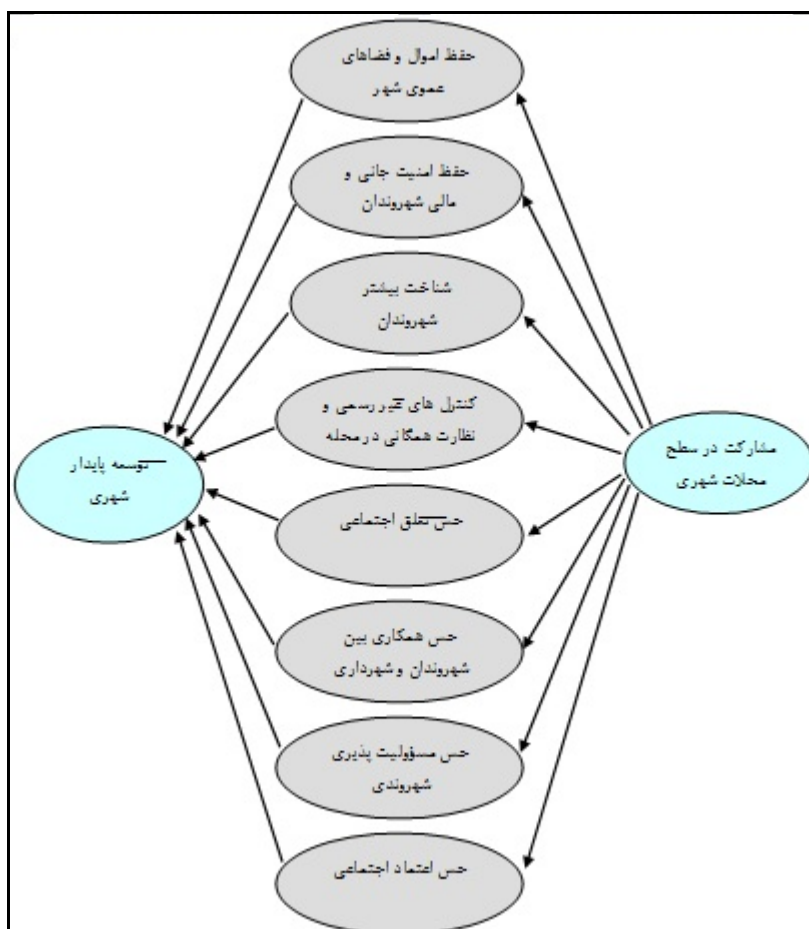 حفظ اموال و فضاهای
عموی شهر
حفظ امنیت جانی و
مالی شهروندان
شناخت بیشتر
شهروندان
کنترل های غیر رسمی و
نظارت همگانی در محله
مشارکت در سطح
محلات شهری
توسعه پایدار
شهری
حس تعلق اجتماعی
حس همکاری بین
شهروندان و شهرداری
حس مسؤولیت پذیری
شهروندی
حس اعتماد اجتماعی